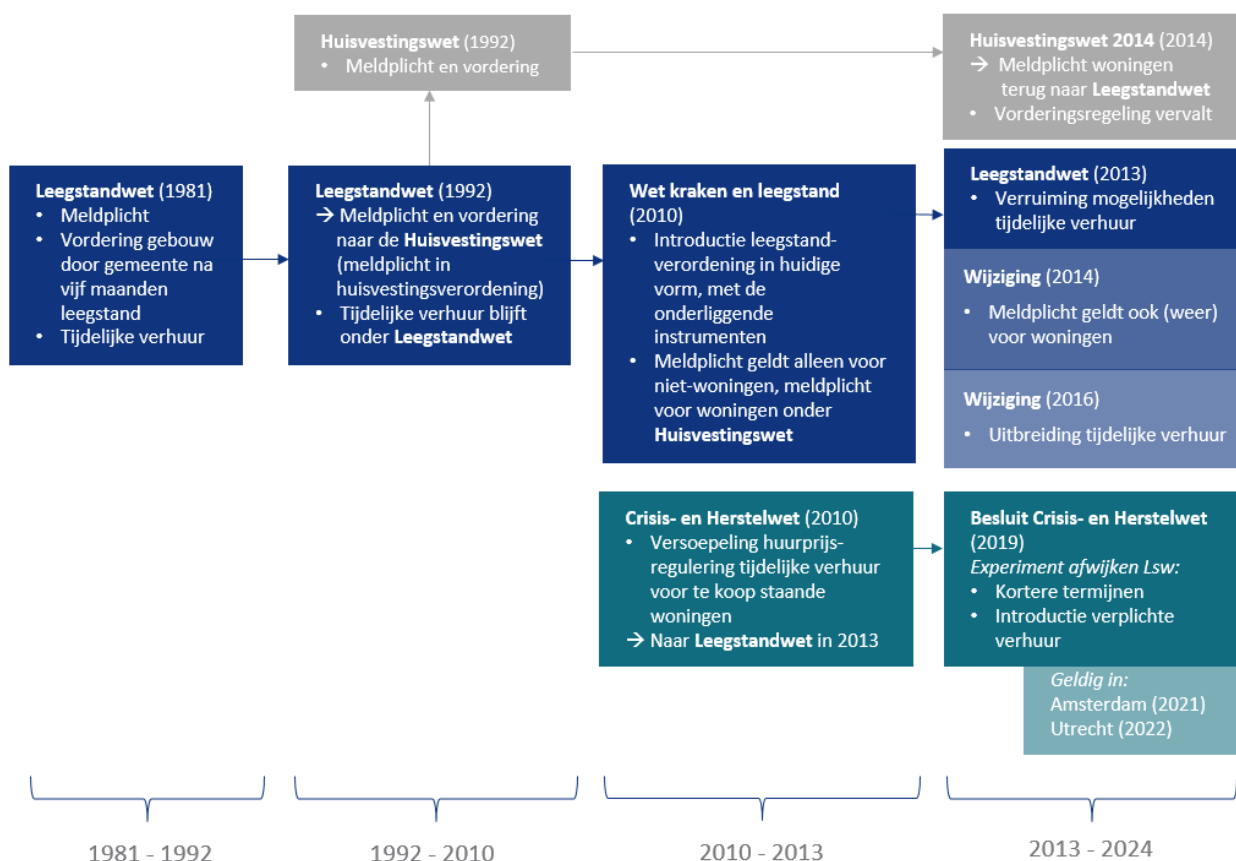 Huisvestingswet (1992)
• Meldplicht en vordering
Huisvestingswet 2014 (2014)
→ Meldplicht woningen
terug naar Leegstandwet
• Vorderingsregeling vervalt
Leegstandwet (1981)
• Meldplicht
• Vordering gebouw
door gemeente na
vijf maanden
leegstand
• Tijdelijke verhuur
Leegstandwet (1992)
→ Meldplicht en vordering
naar de Huisvestingswet
(meldplicht in
huisvestingsverordening)
• Tijdelijke verhuur blijft
onder Leegstandwet
Wet kraken en leegstand
(2010)
• Introductie leegstand-
verordening in huidige
vorm, met de
onderliggende
instrumenten
• Meldplicht geldt alleen voor
niet-woningen, meldplicht
voor woningen onder
Huisvestingswet
Leegstandwet (2013)
• Verruiming mogelijkheden
tijdelijke verhuur
Wijziging (2014)
• Meldplicht geldt ook (weer)
voor woningen
Wijziging (2016)
• Uitbreiding tijdelijke verhuur
Crisis- en Herstelwet (2010)
• Versoepeling huurprijs-
regulering tijdelijke verhuur
voor te koop staande
woningen
→ Naar Leegstandwet in 2013
Besluit Crisis- en Herstelwet
(2019)
Experiment afwijken Lsw:
• Kortere termijnen
• Introductie verplichte
verhuur
Geldig in:
Amsterdam (2021)
Utrecht (2022)
1981 - 1992
1992 - 2010
2010 - 2013
2013 - 2024